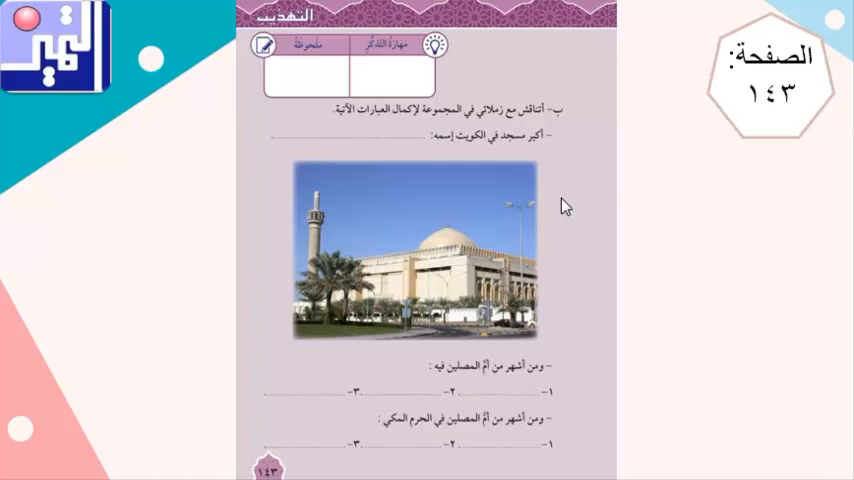 التهذيب
مهارة التذكر
ملحوظة
ب- أتناقش مع زملائي في المجموعة لإكمال العبارات الآتية.
- أكبر مسجد في الكويت إسمه: ........................
- ومن أشهر من أمَّ المصلين فيه :
١- ............ ٢- ............ ٣- ............
- ومن أشهر من أمَّ المصلين في الحرم المكي :
١- ............ ٢- ............ ٣- ............
١٤٣
الصفحة:
١٤٣
التميز